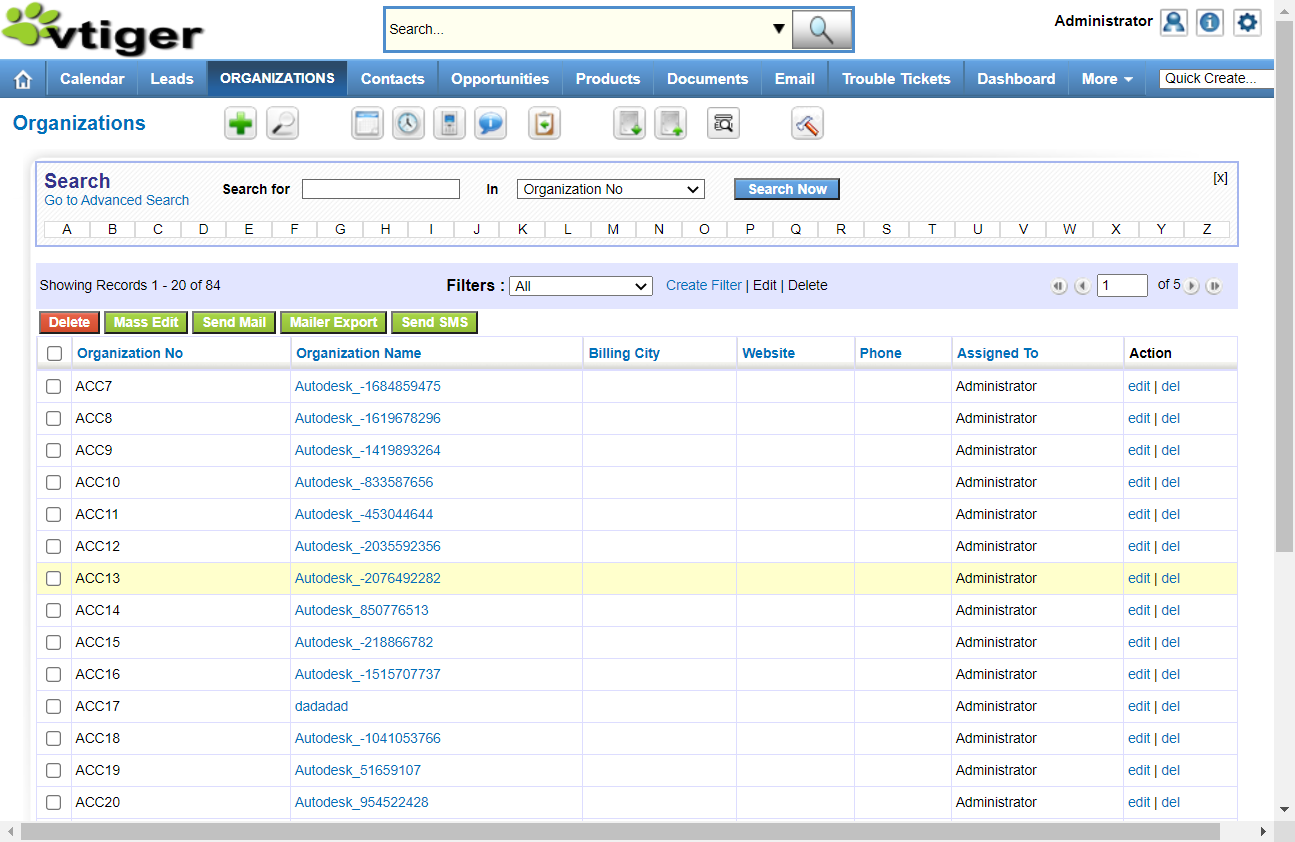 vtiger
Search...
Administrator
Calendar Leads ORGANIZATIONS Contacts Opportunities Products Documents Email Trouble Tickets Dashboard More Quick Create...
Organizations
Search Search for In Organization No Search Now [x]
Go to Advanced Search
A B C D E F G H I J K L M N O P Q R S T U V W X Y Z
Showing Records 1 - 20 of 84 Filters : All Create Filter | Edit | Delete 1 of 5
Delete Mass Edit Send Mail Mailer Export Send SMS
Organization No Organization Name Billing City Website Phone Assigned To Action
ACC7 Autodesk_-1684859475 Administrator edit | del
ACC8 Autodesk_-1619678296 Administrator edit | del
ACC9 Autodesk_-1419893264 Administrator edit | del
ACC10 Autodesk_-833587656 Administrator edit | del
ACC11 Autodesk_-453044644 Administrator edit | del
ACC12 Autodesk_-2035592356 Administrator edit | del
ACC13 Autodesk_-2076492282 Administrator edit | del
ACC14 Autodesk_850776513 Administrator edit | del
ACC15 Autodesk_-218866782 Administrator edit | del
ACC16 Autodesk_-1515707737 Administrator edit | del
ACC17 dadadad Administrator edit | del
ACC18 Autodesk_-1041053766 Administrator edit | del
ACC19 Autodesk_51659107 Administrator edit | del
ACC20 Autodesk_954522428 Administrator edit | del